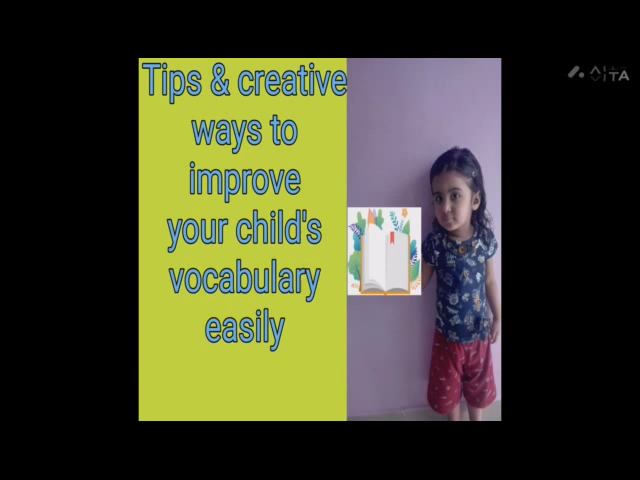 Tips & creative
ways to
improve
your child's
vocabulary
easily